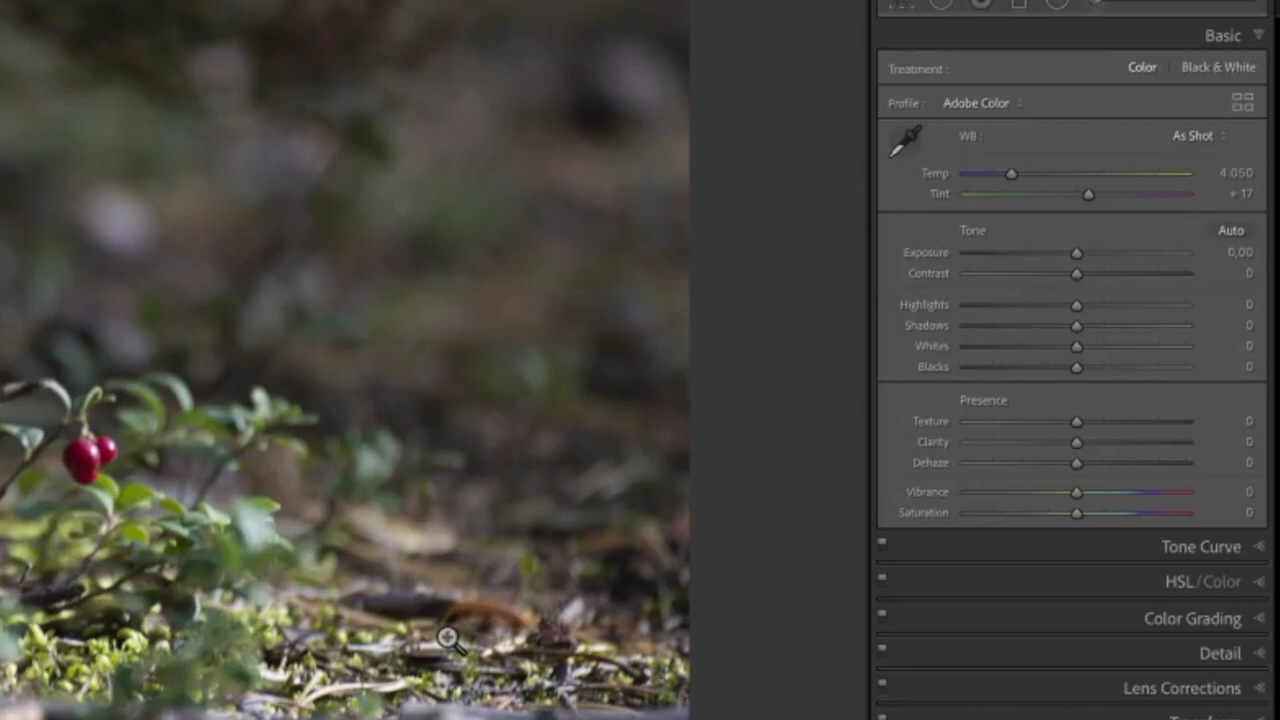 Basic
Treatment : Color Black & White
Profile : Adobe Color
WB : As Shot
Temp 4 050
Tint + 17
Tone Auto
Exposure 0,00
Contrast 0
Highlights 0
Shadows 0
Whites 0
Blacks 0
Presence
Texture 0
Clarity 0
Dehaze 0
Vibrance 0
Saturation 0
Tone Curve
HSL / Color
Color Grading
Detail
Lens Corrections